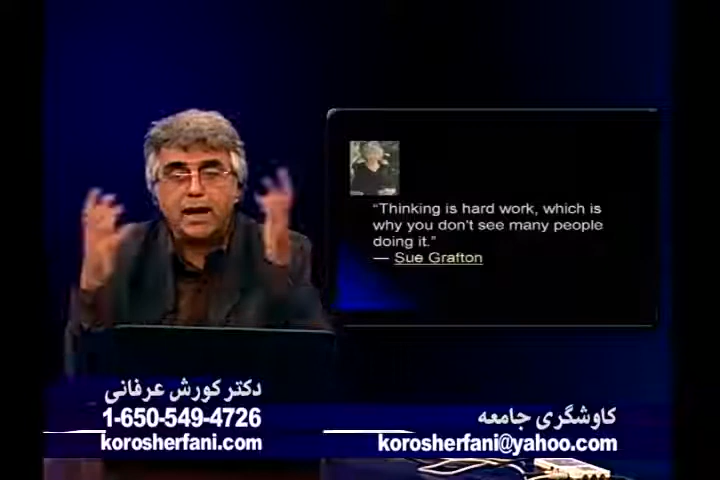 “Thinking is hard work, which is
why you don't see many people
doing it.”
— Sue Grafton
دکتر کورش عرفانی
1-650-549-4726
korosherfani.com
کاوشگری جامعه
korosherfani@yahoo.com